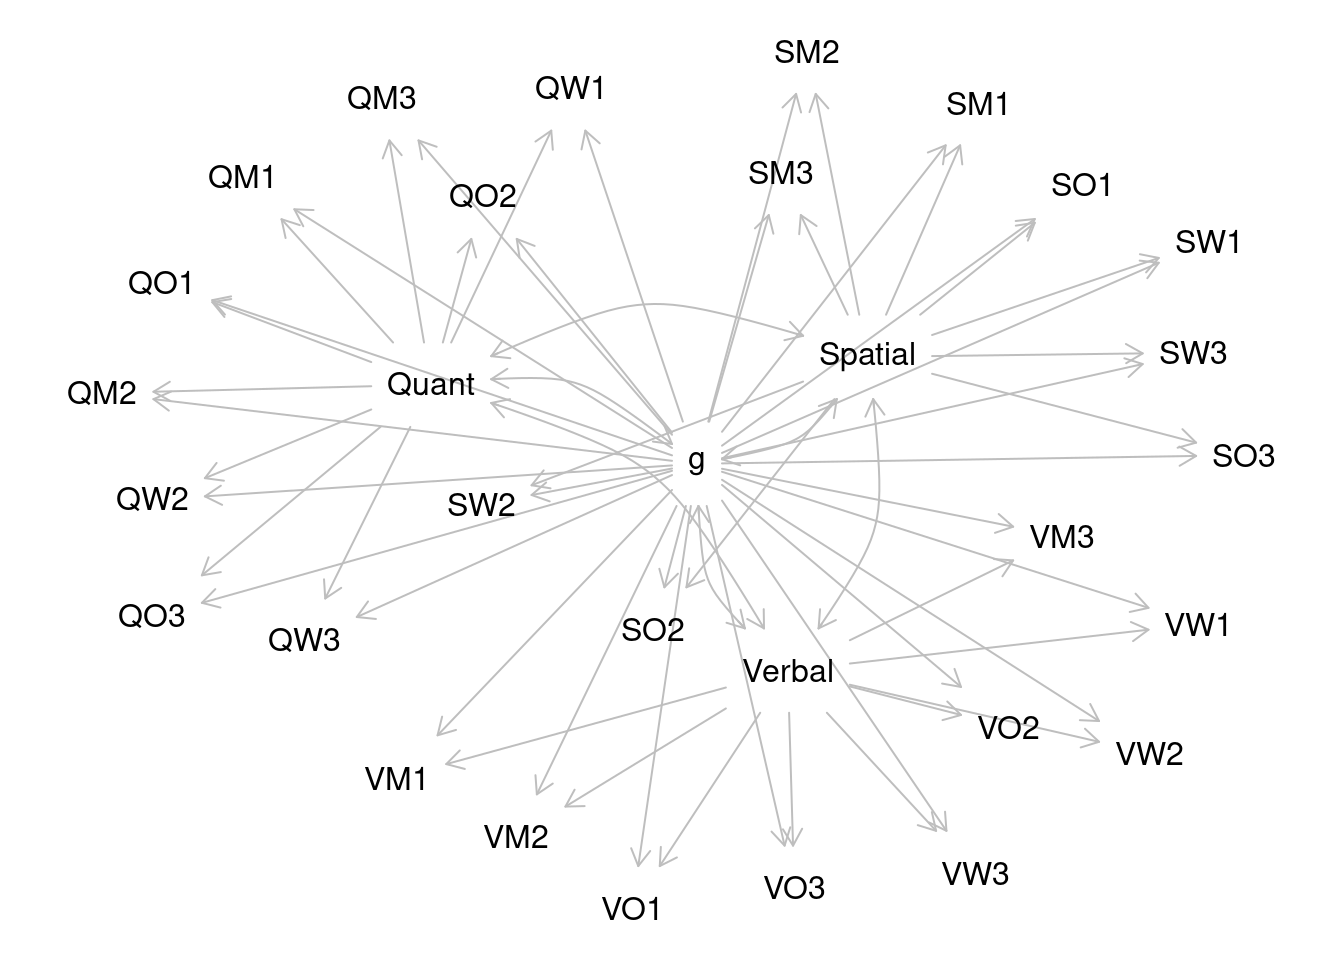 SM2
QW1
QM3
SM1
SM3
QM1
SO1
QO2
SW1
QO1
SW3
Spatial
Quant
QM2
SO3
g
QW2
SW2
VM3
QO3
VW1
SO2
QW3
Verbal
VO2
VW2
VM1
VM2
VW3
VO3
VO1